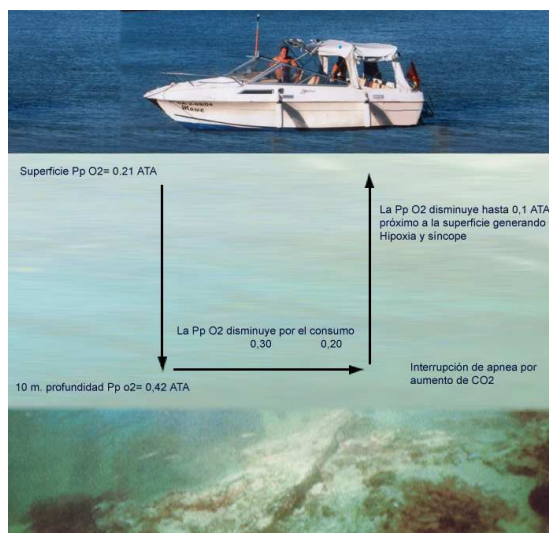 Superficie Pp O2= 0.21 ATA
La Pp O2 disminuye hasta 0,1 ATA
próximo a la superficie generando
Hipoxia y síncope
La Pp O2 disminuye por el consumo
0,30 0,20
10 m. profundidad Pp o2= 0,42 ATA
Interrupción de apnea por
aumento de CO2